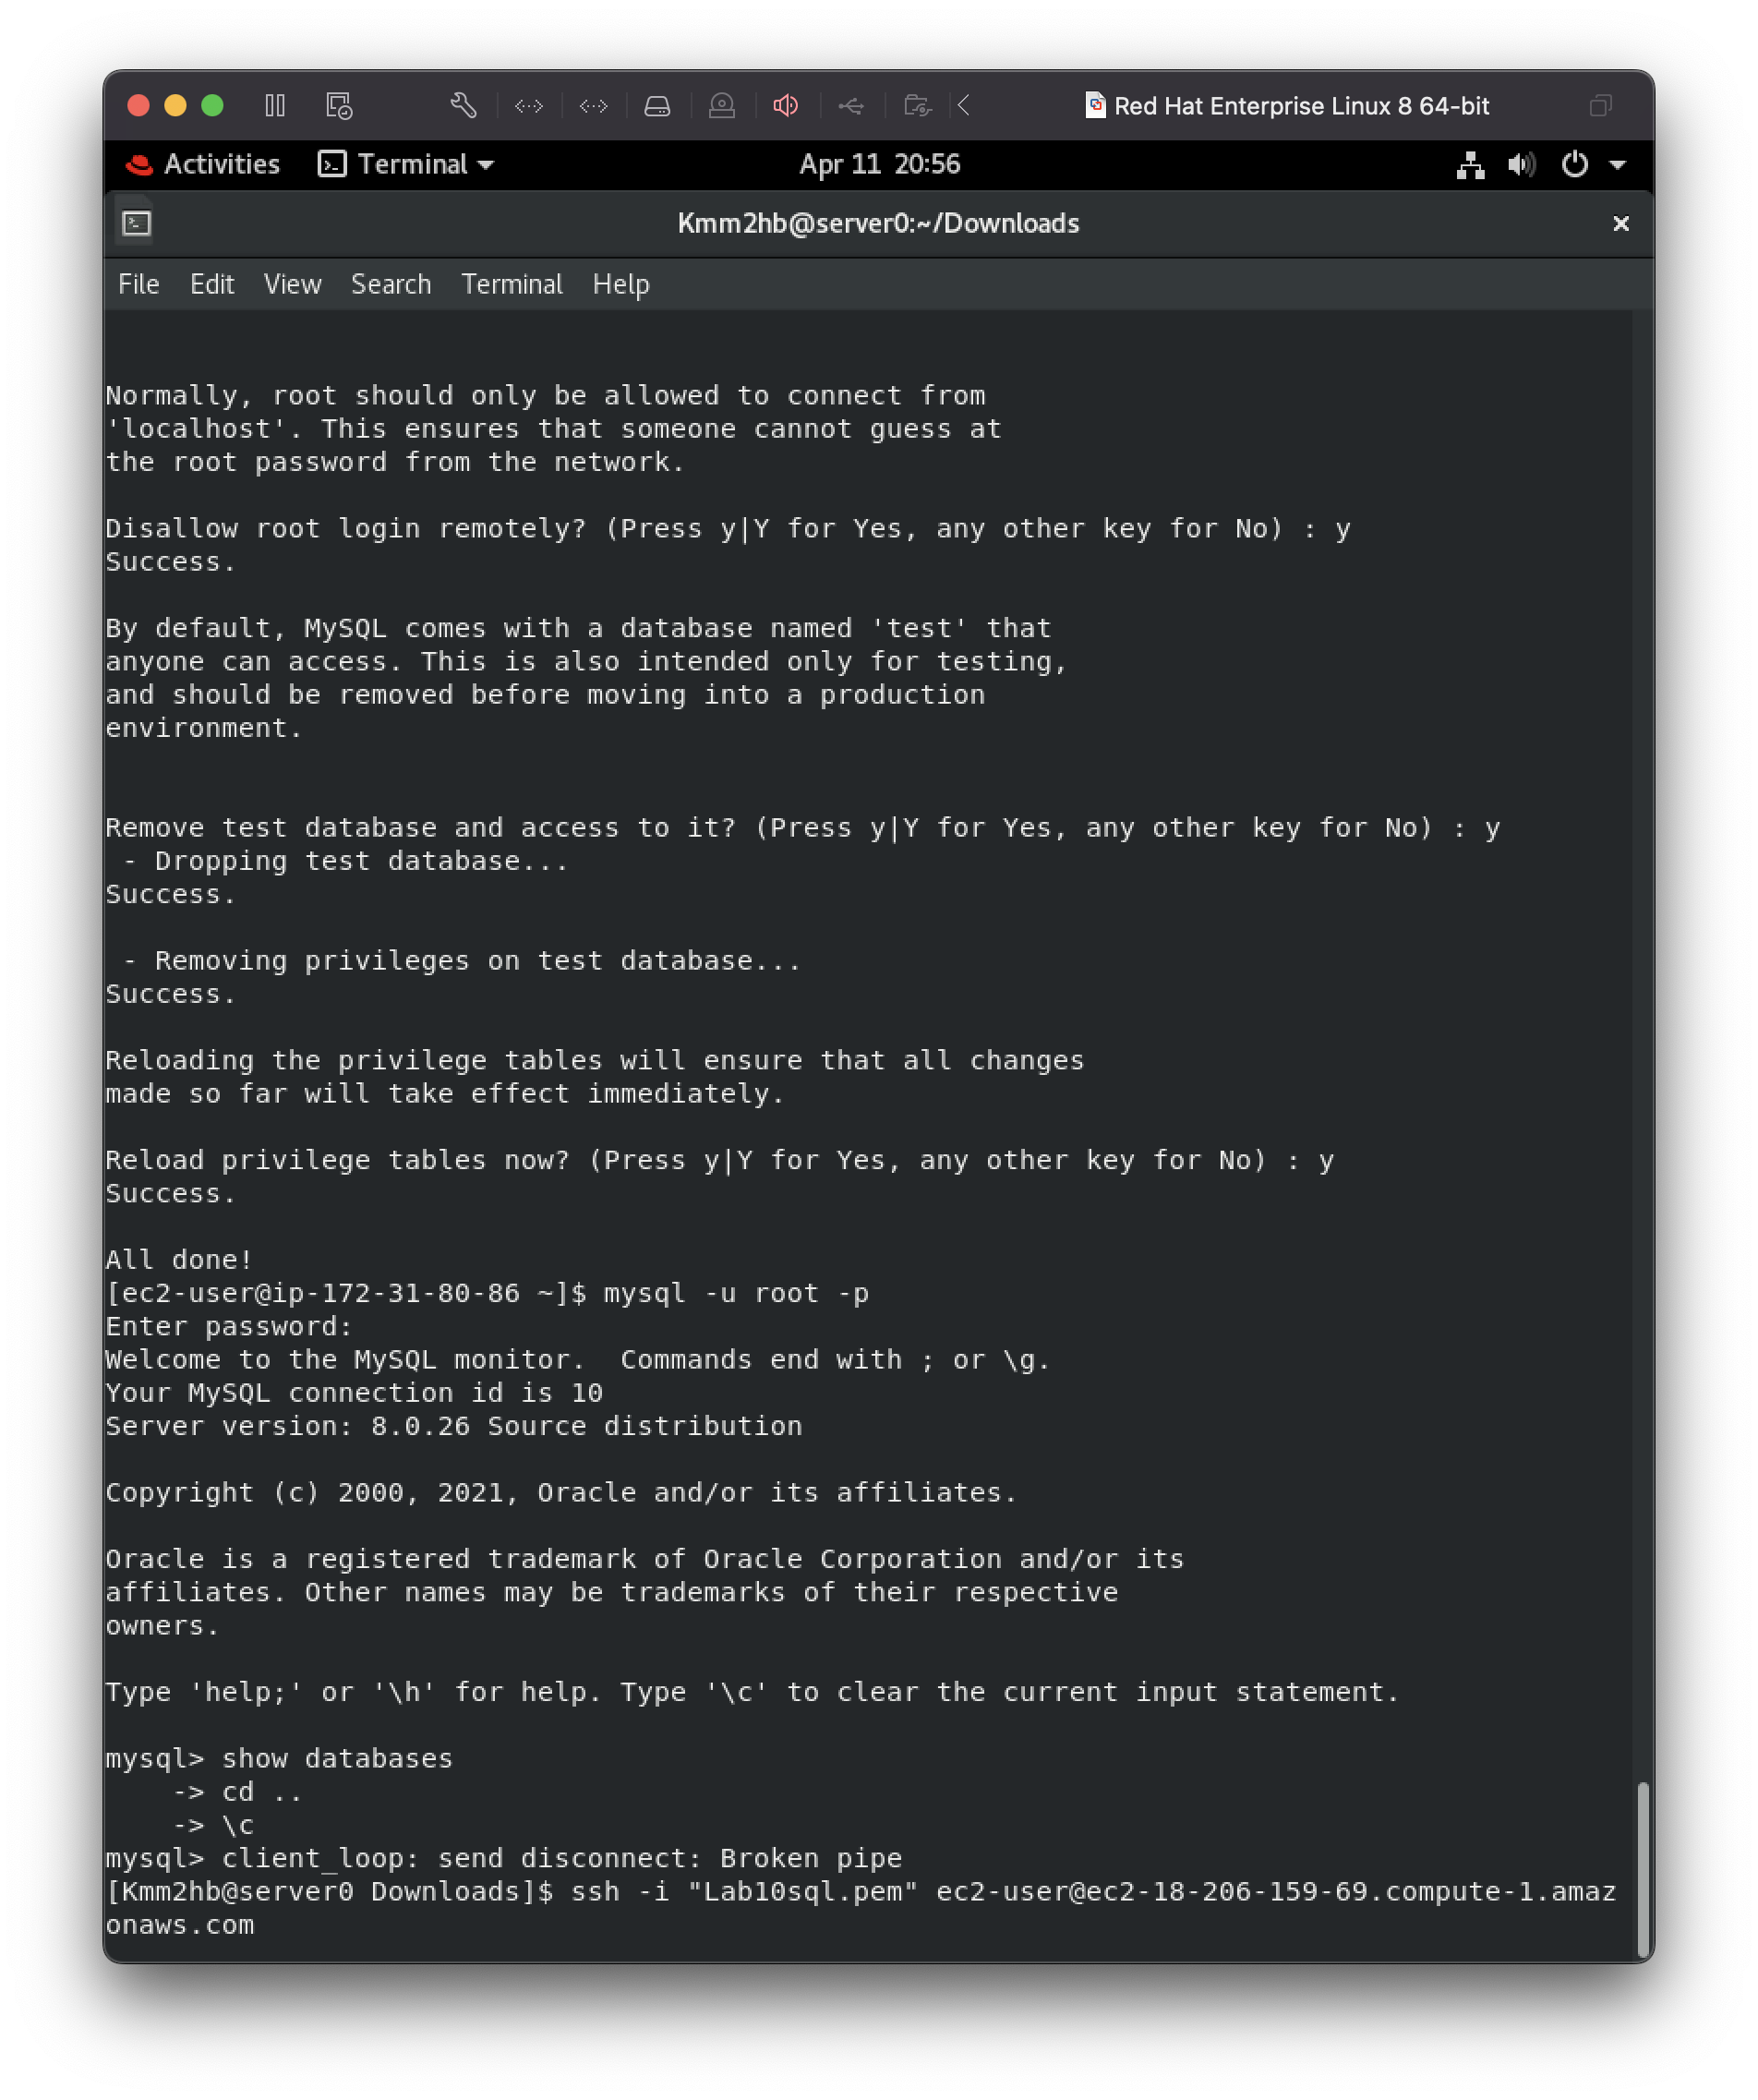 Red Hat Enterprise Linux 8 64-bit
Activities Terminal Apr 11 20:56
Kmm2hb@server0:~/Downloads
File Edit View Search Terminal Help
Normally, root should only be allowed to connect from
'localhost'. This ensures that someone cannot guess at
the root password from the network.
Disallow root login remotely? (Press y|Y for Yes, any other key for No) : y
Success.
By default, MySQL comes with a database named 'test' that
anyone can access. This is also intended only for testing,
and should be removed before moving into a production
environment.
Remove test database and access to it? (Press y|Y for Yes, any other key for No) : y
 - Dropping test database...
Success.
 - Removing privileges on test database...
Success.
Reloading the privilege tables will ensure that all changes
made so far will take effect immediately.
Reload privilege tables now? (Press y|Y for Yes, any other key for No) : y
Success.
All done!
[ec2-user@ip-172-31-80-86 ~]$ mysql -u root -p
Enter password:
Welcome to the MySQL monitor.  Commands end with ; or \g.
Your MySQL connection id is 10
Server version: 8.0.26 Source distribution
Copyright (c) 2000, 2021, Oracle and/or its affiliates.
Oracle is a registered trademark of Oracle Corporation and/or its
affiliates. Other names may be trademarks of their respective
owners.
Type 'help;' or '\h' for help. Type '\c' to clear the current input statement.
mysql> show databases
    -> cd ..
    -> \c
mysql> client_loop: send disconnect: Broken pipe
[Kmm2hb@server0 Downloads]$ ssh -i "Lab10sql.pem" ec2-user@ec2-18-206-159-69.compute-1.amaz
onaws.com